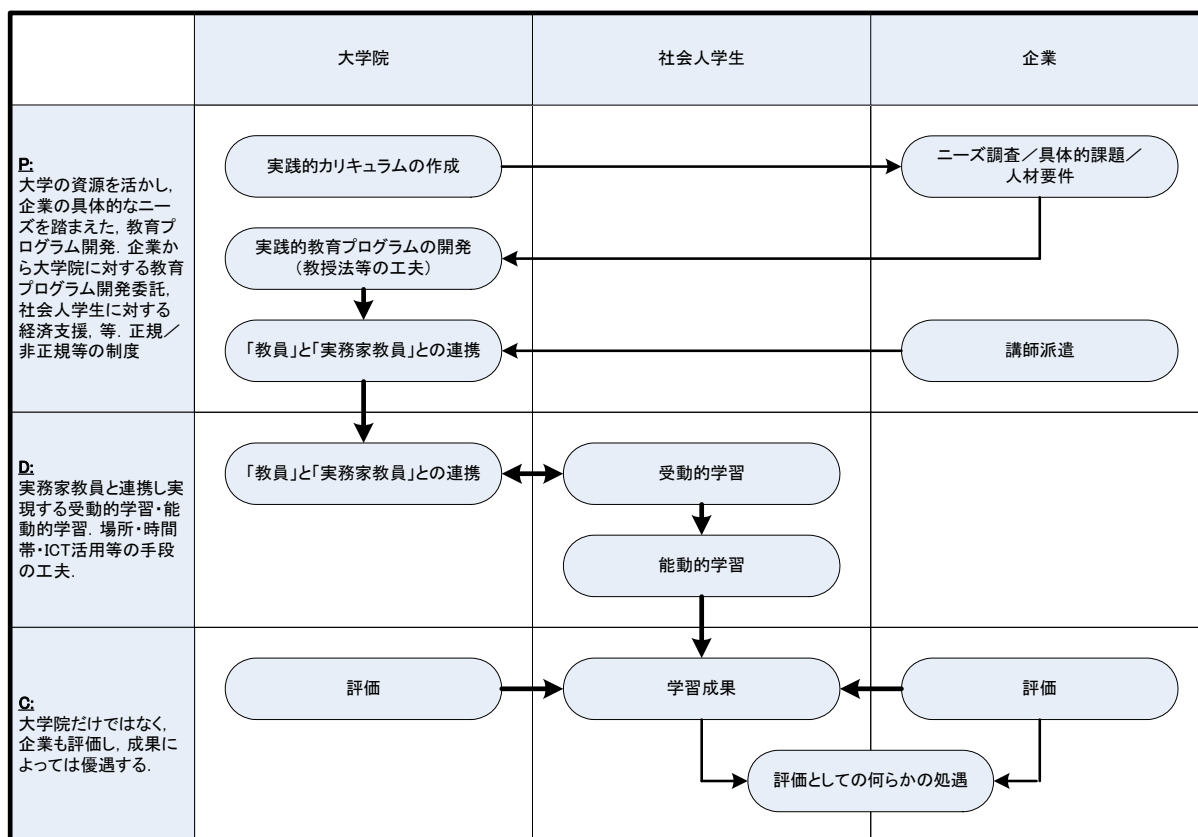 大学院
社会人学生
企業
P:
大学の資源を活かし，
企業の具体的なニー
ズを踏まえた，教育プ
ログラム開発．企業か
ら大学院に対する教育
プログラム開発委託，
社会人学生に対する
経済支援，等．正規／
非正規等の制度
実践的カリキュラムの作成
ニーズ調査／具体的課題／
人材要件
実践的教育プログラムの開発
（教授法等の工夫）
「教員」と「実務家教員」との連携
講師派遣
D:
実務家教員と連携し実
現する受動的学習・能
動的学習．場所・時間
帯・ICT活用等の手段
の工夫．
「教員」と「実務家教員」との連携
受動的学習
能動的学習
C:
大学院だけではなく，
企業も評価し，成果に
よっては優遇する．
評価
学習成果
評価
評価としての何らかの処遇